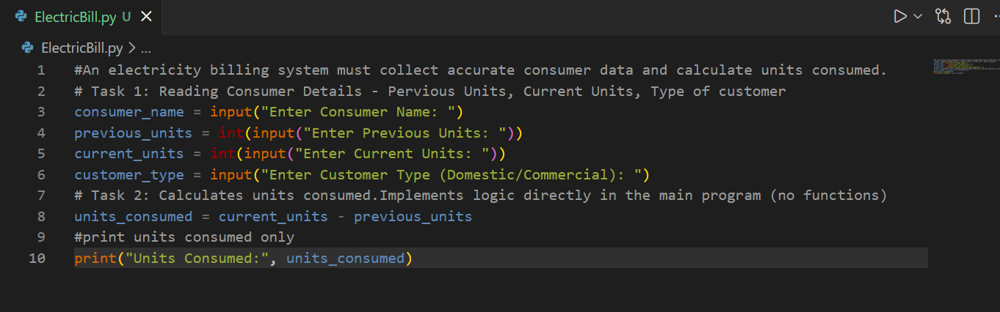 ElectricBill.py U
ElectricBill.py > ...
1 #An electricity billing system must collect accurate consumer data and calculate units consumed.
2 # Task 1: Reading Consumer Details - Pervious Units, Current Units, Type of customer
3 consumer_name = input("Enter Consumer Name: ")
4 previous_units = int(input("Enter Previous Units: "))
5 current_units = int(input("Enter Current Units: "))
6 customer_type = input("Enter Customer Type (Domestic/Commercial): ")
7 # Task 2: Calculates units consumed.Implements logic directly in the main program (no functions)
8 units_consumed = current_units - previous_units
9 #print units consumed only
10 print("Units Consumed:", units_consumed)